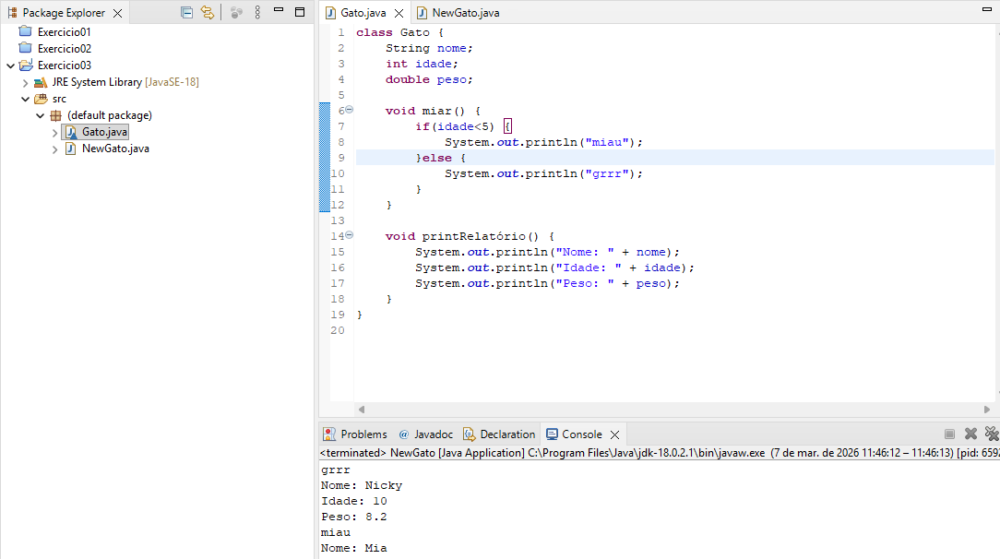 Package Explorer
Exercicio01
Exercicio02
Exercicio03
JRE System Library [JavaSE-18]
src
(default package)
Gato.java
NewGato.java
Gato.java
NewGato.java
1 class Gato {
2 String nome;
3 int idade;
4 double peso;
5
6 void miar() {
7 if(idade<5) {
8 System.out.println("miau");
9 }else {
10 System.out.println("grrr");
11 }
12 }
13
14 void printRelatório() {
15 System.out.println("Nome: " + nome);
16 System.out.println("Idade: " + idade);
17 System.out.println("Peso: " + peso);
18 }
19 }
20
Problems @ Javadoc Declaration Console
<terminated> NewGato [Java Application] C:\Program Files\Java\jdk-18.0.2.1\bin\javaw.exe (7 de mar. de 2026 11:46:12 – 11:46:13) [pid: 6592
grrr
Nome: Nicky
Idade: 10
Peso: 8.2
miau
Nome: Mia